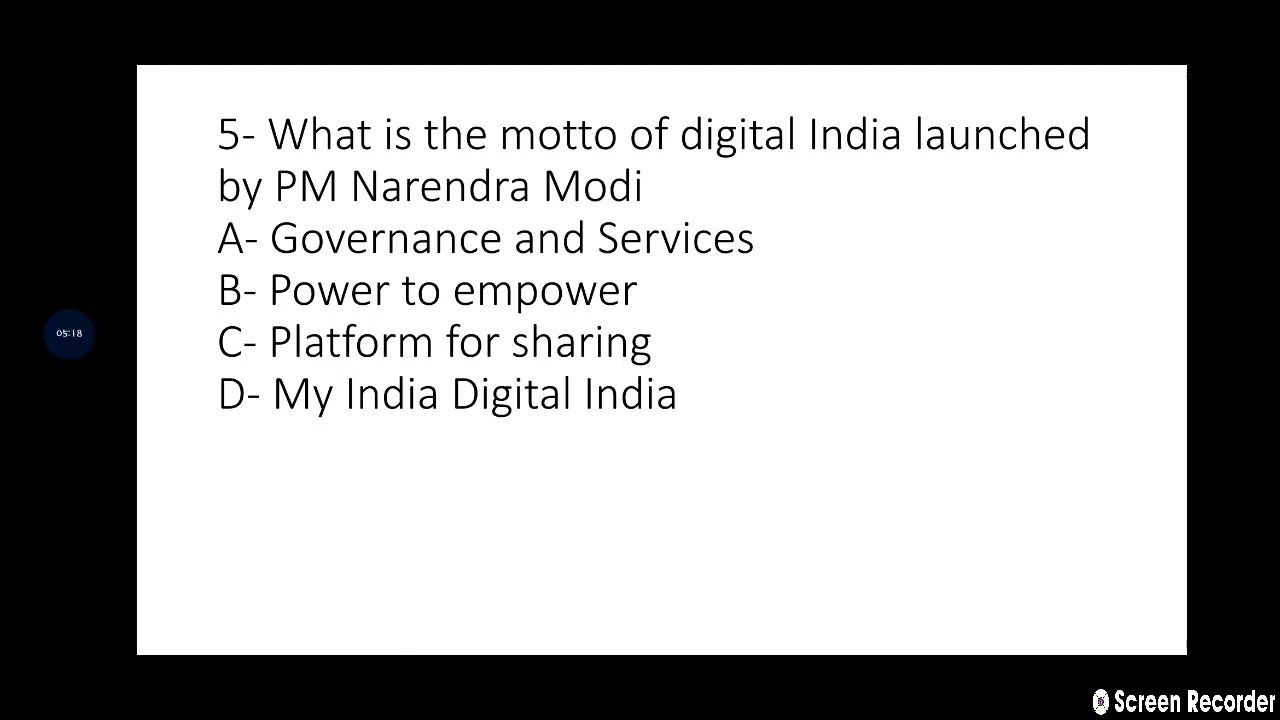 5- What is the motto of digital India launched
by PM Narendra Modi
A- Governance and Services
B- Power to empower
C- Platform for sharing
D- My India Digital India
05:18
Screen Recorder